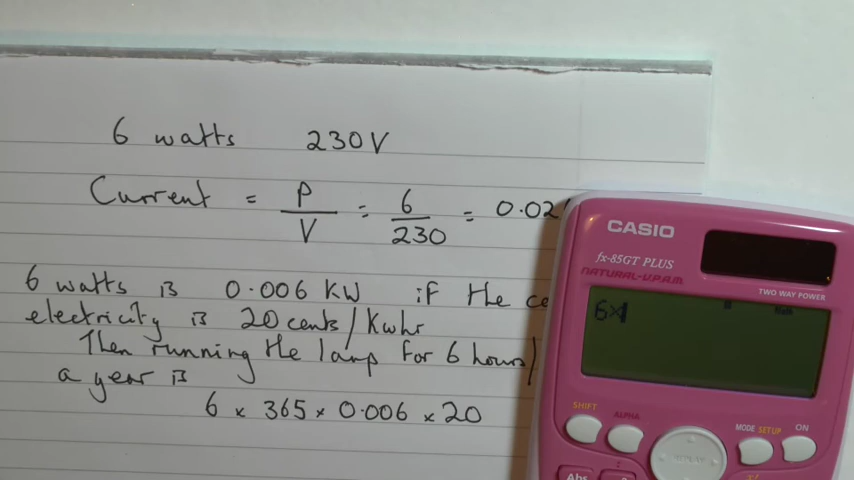 6 watts 230V
Current = P/V = 6/230 = 0.02
6 watts is 0.006 KW if the
electricity is 20 cents/Kwhr
Then running the lamp for 6 hours/
a year is
6 × 365 × 0.006 × 20
CASIO
fx-85GT PLUS
NATURAL-V.P.A.M.
TWO WAY POWER
6×
SHIFT
ALPHA
MODE SETUP
ON
REPLAY
Abs